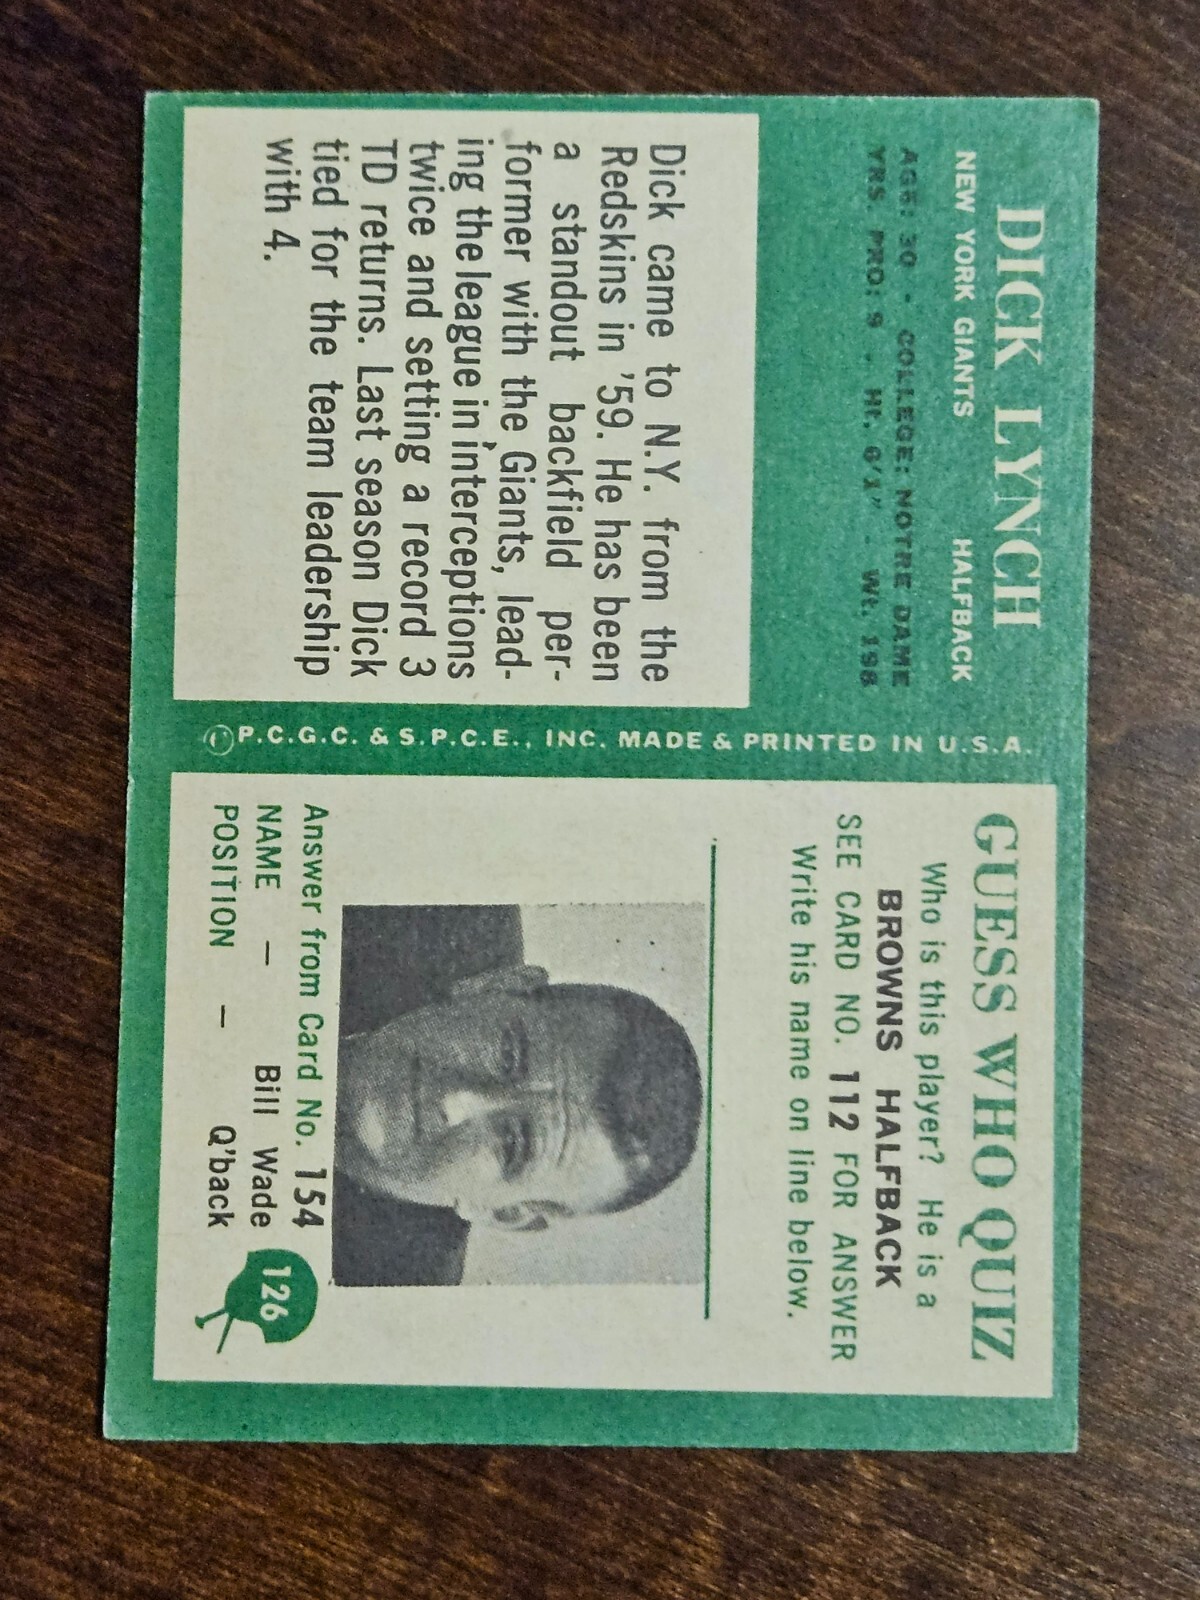 DICK LYNCH
NEW YORK GIANTS HALFBACK
AGE: 30 - COLLEGE: NOTRE DAME
YRS. PRO: 9 - Ht. 6'1" - Wt. 198
Dick came to N.Y. from the
Redskins in '59. He has been
a standout backfield per-
former with the Giants, lead-
ing the league in interceptions
twice and setting a record 3
TD returns. Last season Dick
tied for the team leadership
with 4.
©P.C.G.C. & S.P.C.E., INC. MADE & PRINTED IN U.S.A.
GUESS WHO QUIZ
Who is this player? He is a
BROWNS HALFBACK
SEE CARD NO. 112 FOR ANSWER
Write his name on line below.
Answer from Card No. 154
NAME – Bill Wade
POSITION – Q'back
126